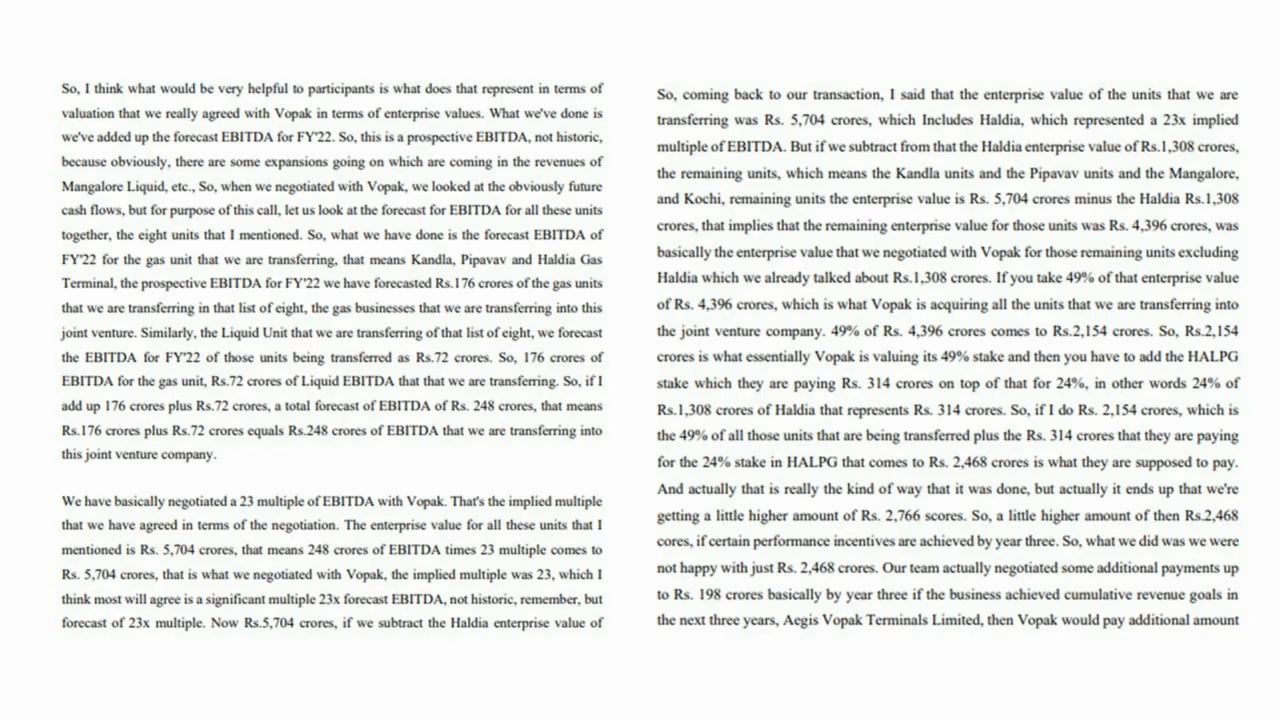 So, I think what would be very helpful to participants is what does that represent in terms of
valuation that we really agreed with Vopak in terms of enterprise values. What we've done is
we've added up the forecast EBITDA for FY'22. So, this is a prospective EBITDA, not historic,
because obviously, there are some expansions going on which are coming in the revenues of
Mangalore Liquid, etc., So, when we negotiated with Vopak, we looked at the obviously future
cash flows, but for purpose of this call, let us look at the forecast for EBITDA for all these units
together, the eight units that I mentioned. So, what we have done is the forecast EBITDA of
FY'22 for the gas unit that we are transferring, that means Kandla, Pipavav and Haldia Gas
Terminal, the prospective EBITDA for FY'22 we have forecasted Rs.176 crores of the gas units
that we are transferring in that list of eight, the gas businesses that we are transferring into this
joint venture. Similarly, the Liquid Unit that we are transferring of that list of eight, we forecast
the EBITDA for FY'22 of those units being transferred as Rs.72 crores. So, 176 crores of
EBITDA for the gas unit, Rs.72 crores of Liquid EBITDA that that we are transferring. So, if I
add up 176 crores plus Rs.72 crores, a total forecast of EBITDA of Rs. 248 crores, that means
Rs.176 crores plus Rs.72 crores equals Rs.248 crores of EBITDA that we are transferring into
this joint venture company.
We have basically negotiated a 23 multiple of EBITDA with Vopak. That's the implied multiple
that we have agreed in terms of the negotiation. The enterprise value for all these units that I
mentioned is Rs. 5,704 crores, that means 248 crores of EBITDA times 23 multiple comes to
Rs. 5,704 crores, that is what we negotiated with Vopak, the implied multiple was 23, which I
think most will agree is a significant multiple 23x forecast EBITDA, not historic, remember, but
forecast of 23x multiple. Now Rs.5,704 crores, if we subtract the Haldia enterprise value of
So, coming back to our transaction, I said that the enterprise value of the units that we are
transferring was Rs. 5,704 crores, which Includes Haldia, which represented a 23x implied
multiple of EBITDA. But if we subtract from that the Haldia enterprise value of Rs.1,308 crores,
the remaining units, which means the Kandla units and the Pipavav units and the Mangalore,
and Kochi, remaining units the enterprise value is Rs. 5,704 crores minus the Haldia Rs.1,308
crores, that implies that the remaining enterprise value for those units was Rs. 4,396 crores, was
basically the enterprise value that we negotiated with Vopak for those remaining units excluding
Haldia which we already talked about Rs.1,308 crores. If you take 49% of that enterprise value
of Rs. 4,396 crores, which is what Vopak is acquiring all the units that we are transferring into
the joint venture company. 49% of Rs. 4,396 crores comes to Rs.2,154 crores. So, Rs.2,154
crores is what essentially Vopak is valuing its 49% stake and then you have to add the HALPG
stake which they are paying Rs. 314 crores on top of that for 24%, in other words 24% of
Rs.1,308 crores of Haldia that represents Rs. 314 crores. So, if I do Rs. 2,154 crores, which is
the 49% of all those units that are being transferred plus the Rs. 314 crores that they are paying
for the 24% stake in HALPG that comes to Rs. 2,468 crores is what they are supposed to pay.
And actually that is really the kind of way that it was done, but actually it ends up that we're
getting a little higher amount of Rs. 2,766 scores. So, a little higher amount of then Rs.2,468
cores, if certain performance incentives are achieved by year three. So, what we did was we were
not happy with just Rs. 2,468 crores. Our team actually negotiated some additional payments up
to Rs. 198 crores basically by year three if the business achieved cumulative revenue goals in
the next three years, Aegis Vopak Terminals Limited, then Vopak would pay additional amount